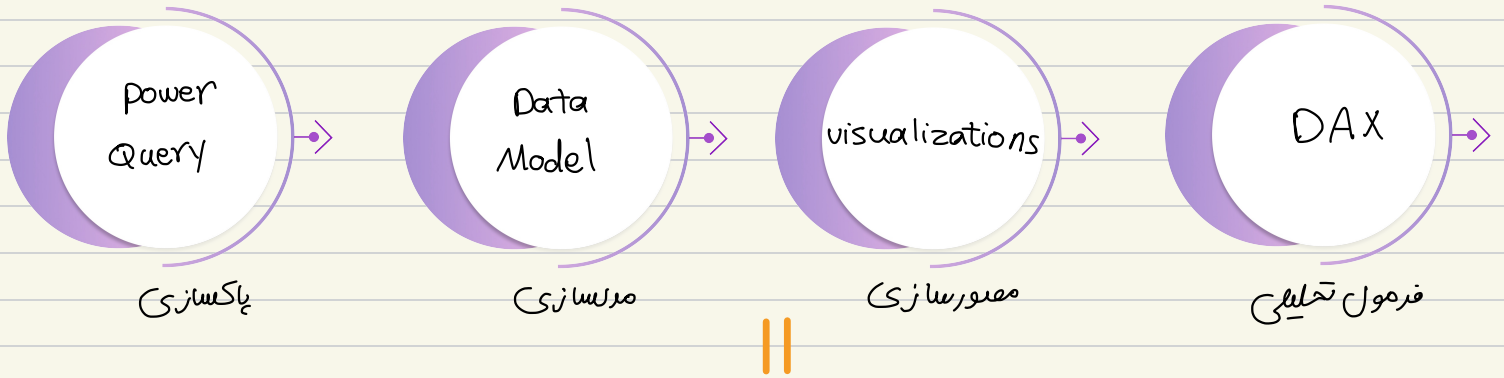 Power
Query
Data
Model
visualizations
DAX
پاکسازی
مدلسازی
مصورسازی
فرمول تحلیلی